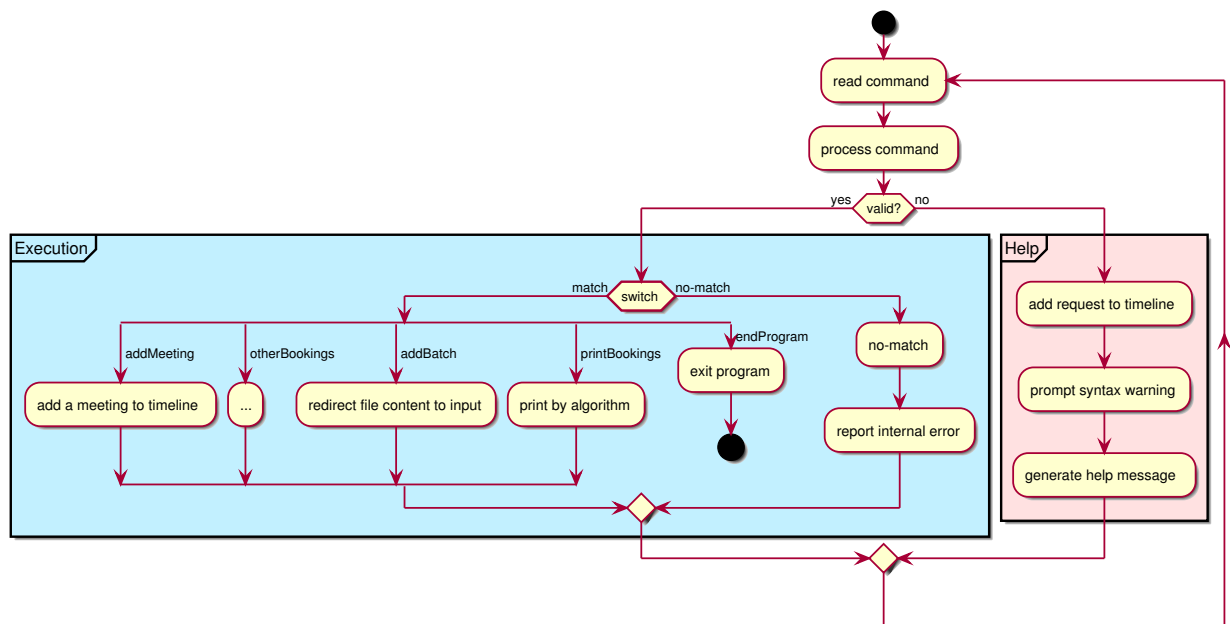 read command
process command
yes
valid?
no
Execution
Help
match
switch
no-match
add request to timeline
addMeeting
otherBookings
addBatch
printBookings
endProgram
no-match
exit program
prompt syntax warning
add a meeting to timeline
...
redirect file content to input
print by algorithm
report internal error
generate help message